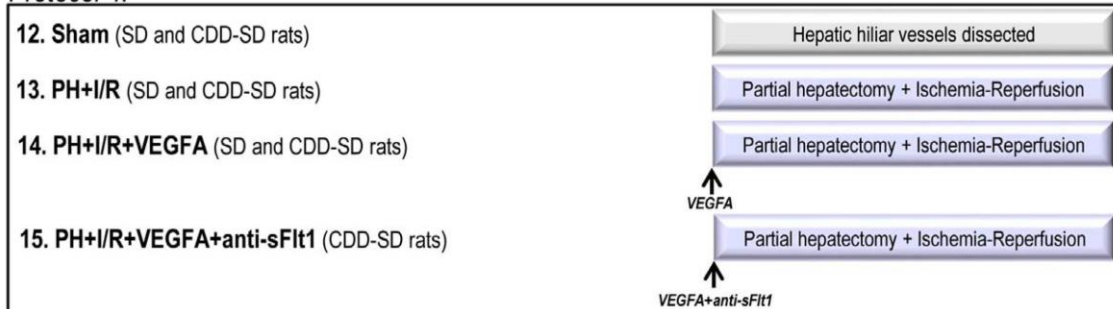 12. Sham (SD and CDD-SD rats)
Hepatic hiliar vessels dissected
13. PH+I/R (SD and CDD-SD rats)
Partial hepatectomy + Ischemia-Reperfusion
14. PH+I/R+VEGFA (SD and CDD-SD rats)
Partial hepatectomy + Ischemia-Reperfusion
VEGFA
15. PH+I/R+VEGFA+anti-sFlt1 (CDD-SD rats)
Partial hepatectomy + Ischemia-Reperfusion
VEGFA+anti-sFlt1